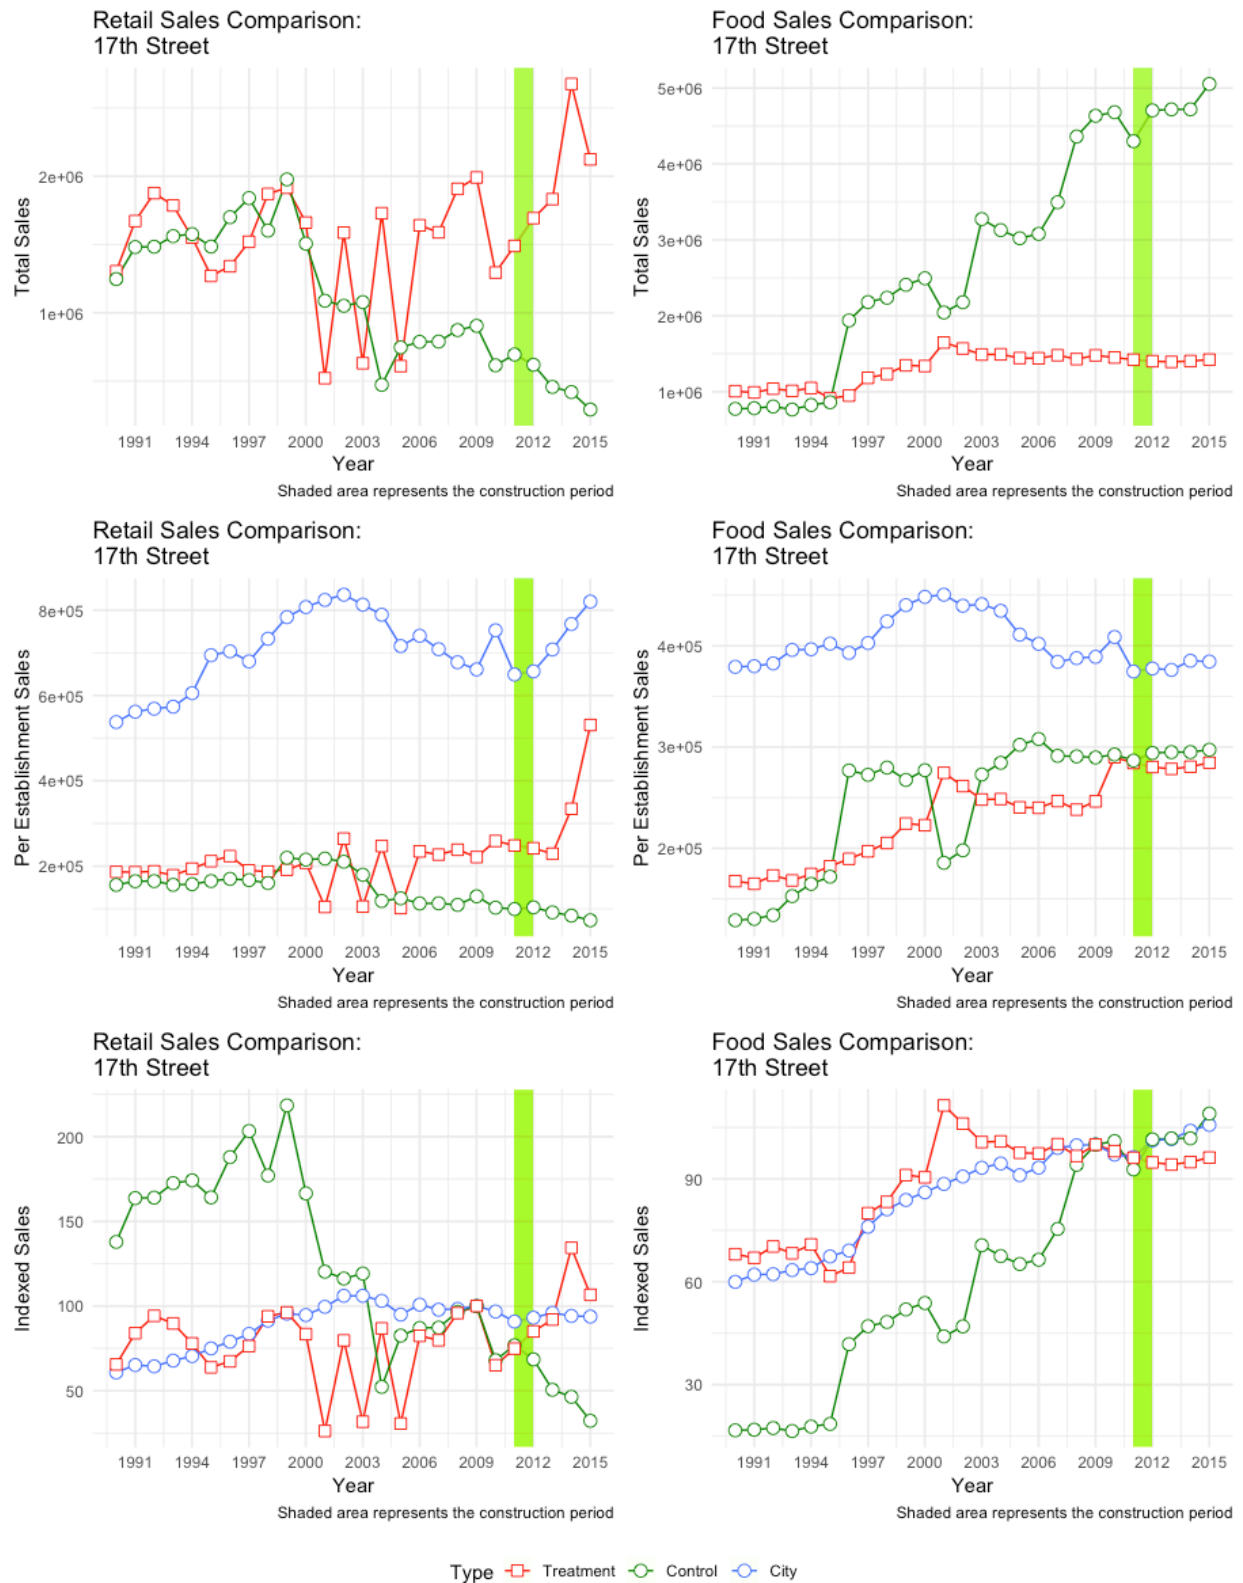 Retail Sales Comparison:
17th Street
Total Sales
2e+06
1e+06
1991 1994 1997 2000 2003 2006 2009 2012 2015
Year
Shaded area represents the construction period
Food Sales Comparison:
17th Street
Total Sales
5e+06
4e+06
3e+06
2e+06
1e+06
1991 1994 1997 2000 2003 2006 2009 2012 2015
Year
Shaded area represents the construction period
Retail Sales Comparison:
17th Street
Per Establishment Sales
8e+05
6e+05
4e+05
2e+05
1991 1994 1997 2000 2003 2006 2009 2012 2015
Year
Shaded area represents the construction period
Food Sales Comparison:
17th Street
Per Establishment Sales
4e+05
3e+05
2e+05
1991 1994 1997 2000 2003 2006 2009 2012 2015
Year
Shaded area represents the construction period
Retail Sales Comparison:
17th Street
Indexed Sales
200
150
100
50
1991 1994 1997 2000 2003 2006 2009 2012 2015
Year
Shaded area represents the construction period
Food Sales Comparison:
17th Street
Indexed Sales
90
60
30
1991 1994 1997 2000 2003 2006 2009 2012 2015
Year
Shaded area represents the construction period
Type Treatment Control City